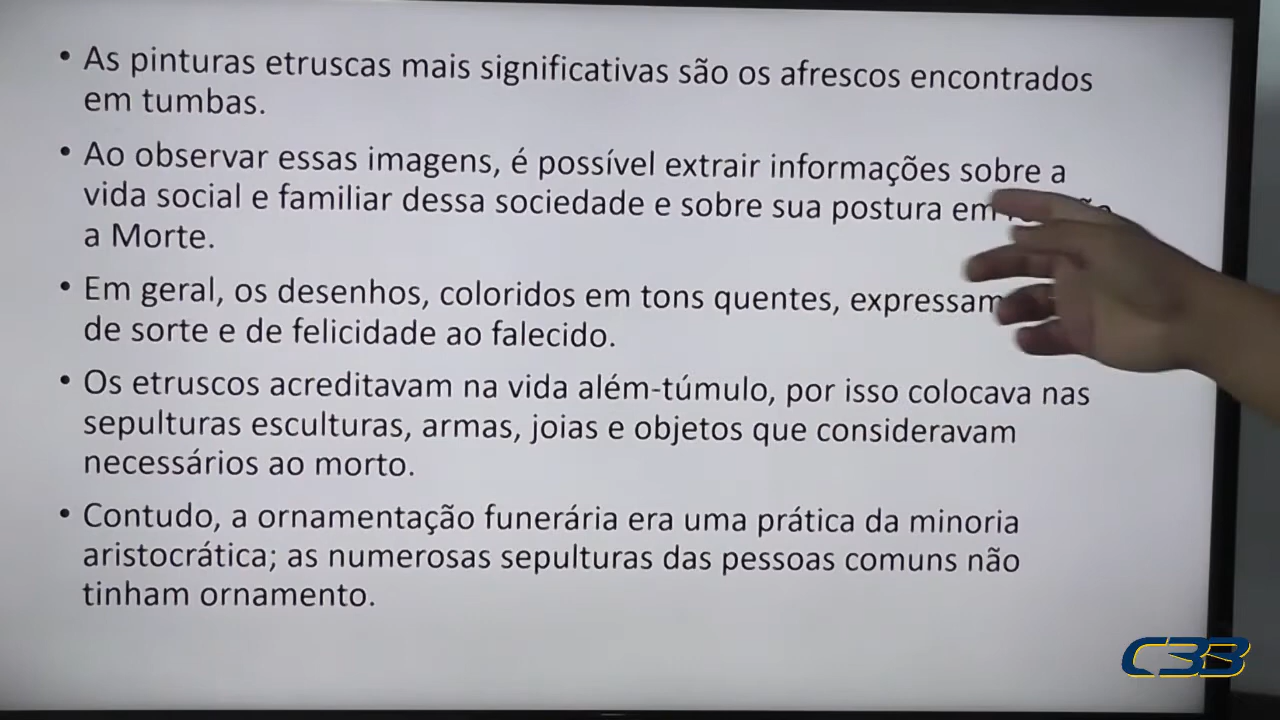 • As pinturas etruscas mais significativas são os afrescos encontrados
em tumbas.
• Ao observar essas imagens, é possível extrair informações sobre a
vida social e familiar dessa sociedade e sobre sua postura em
a Morte.
• Em geral, os desenhos, coloridos em tons quentes, expressam
de sorte e de felicidade ao falecido.
• Os etruscos acreditavam na vida além-túmulo, por isso colocava nas
sepulturas esculturas, armas, joias e objetos que consideravam
necessários ao morto.
• Contudo, a ornamentação funerária era uma prática da minoria
aristocrática; as numerosas sepulturas das pessoas comuns não
tinham ornamento.
C33